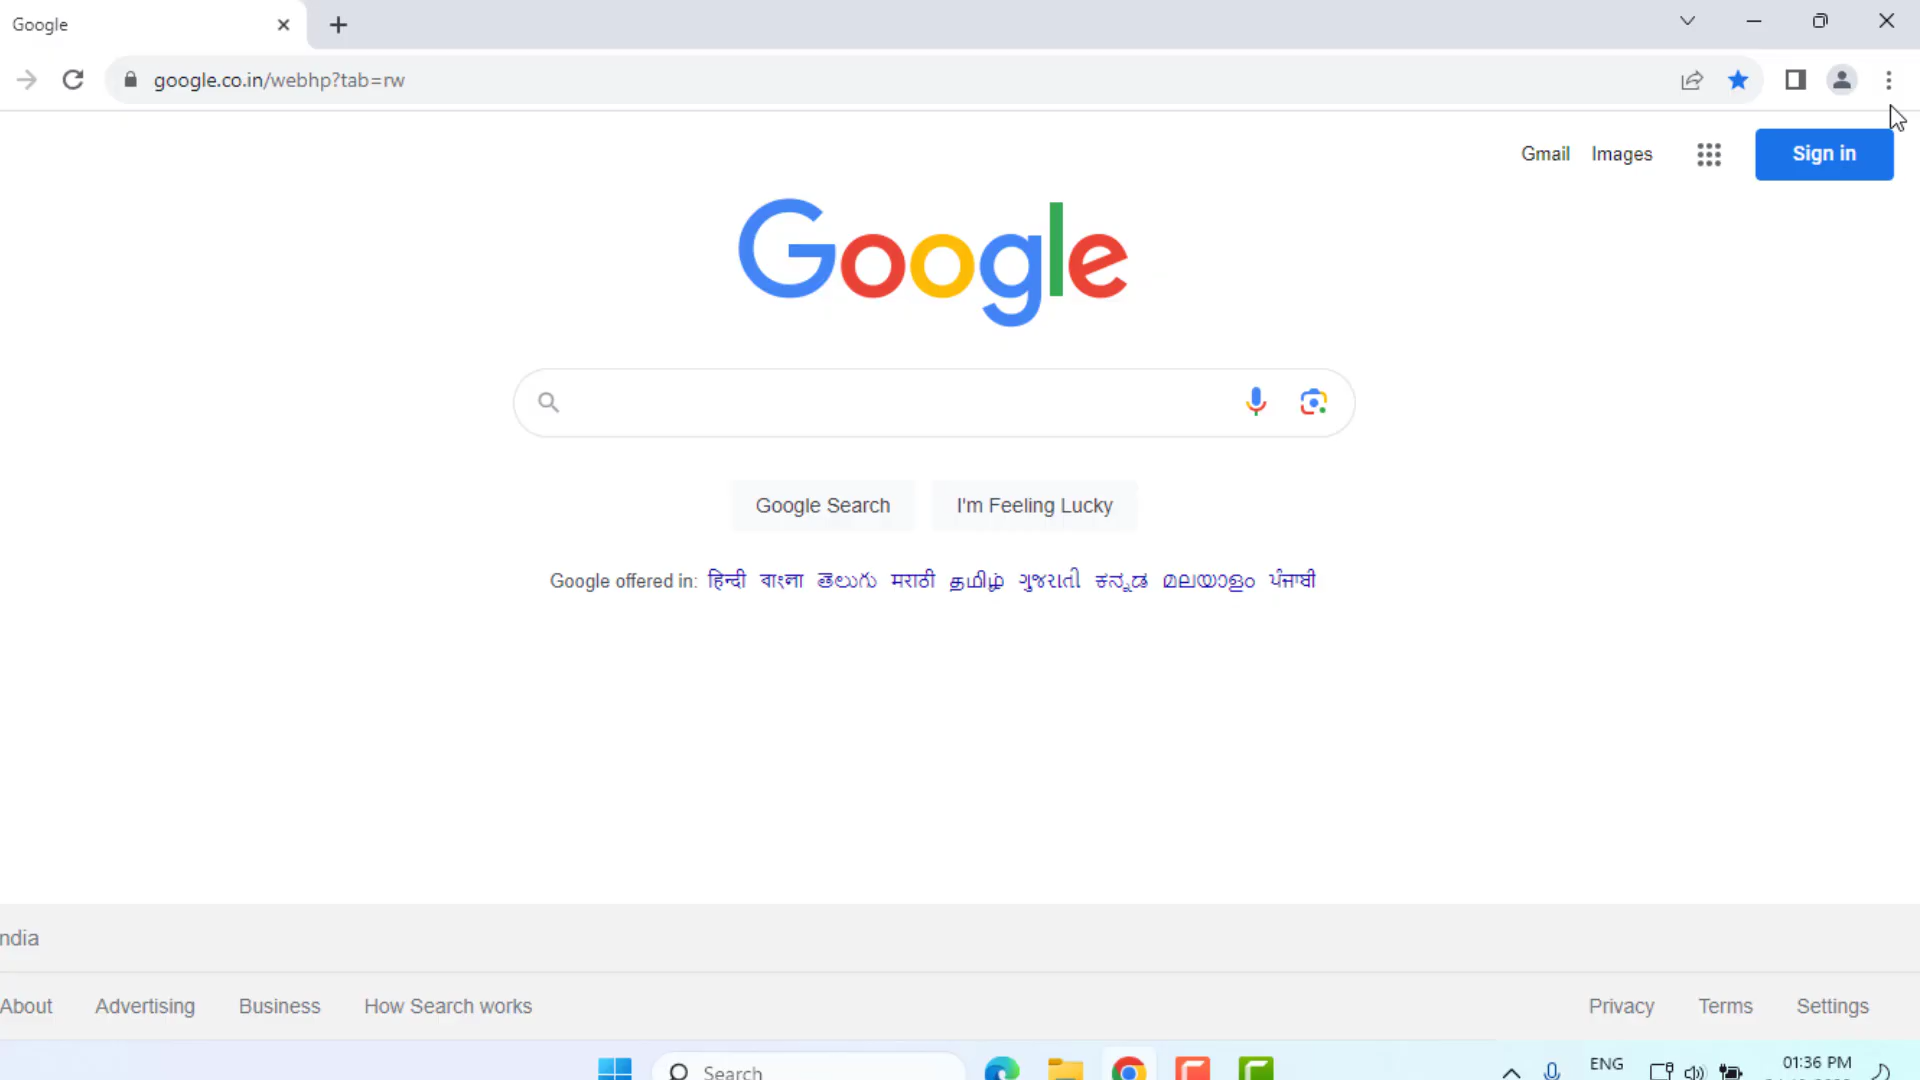 Google
google.co.in/webhp?tab=rw
Gmail Images Sign in
Google
Google Search I'm Feeling Lucky
Google offered in: हिन्दी বাংলা తెలుగు मराठी தமிழ் ગુજરાતી ಕನ್ನಡ മലയാളം ਪੰਜਾਬੀ
ndia
About Advertising Business How Search works Privacy Terms Settings
Search ENG 01:36 PM